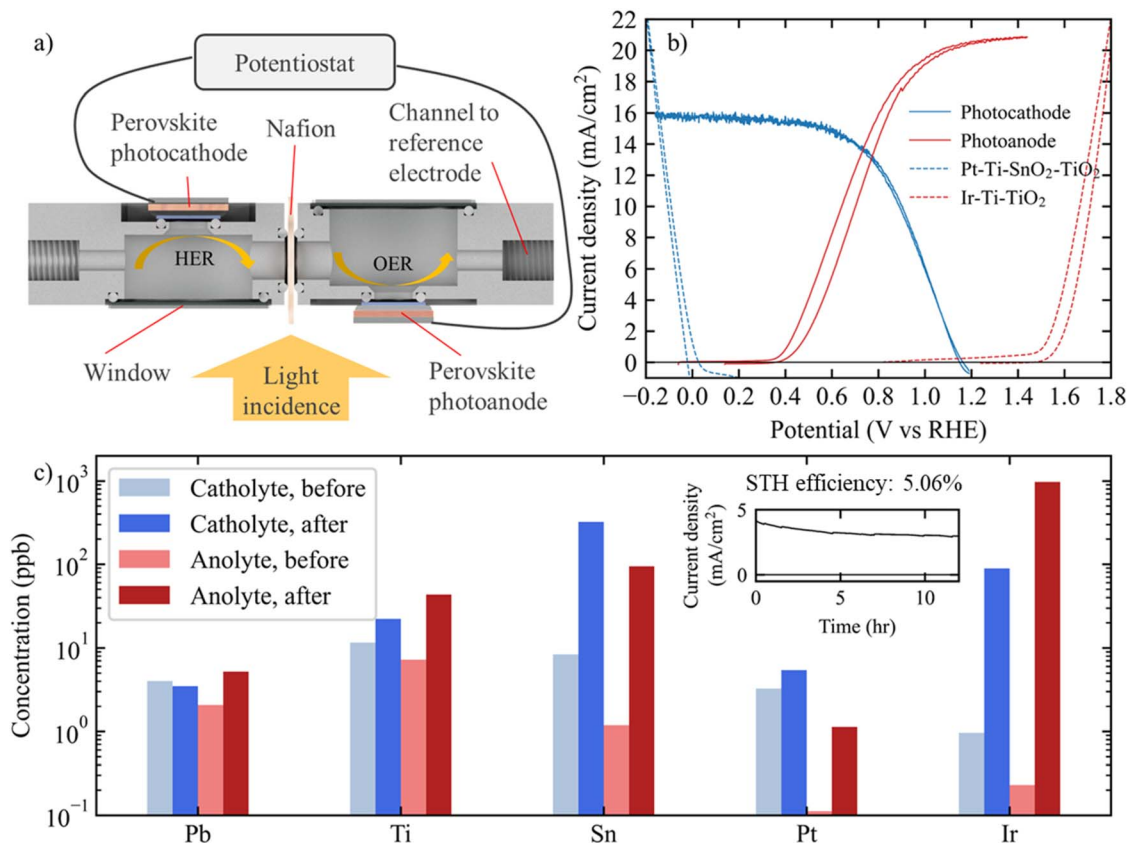 a)
Potentiostat
Perovskite
photocathode
Nafion
Channel to
reference
electrode
HER
OER
Window
Light
incidence
Perovskite
photoanode
b)
Current density (mA/cm²)
22
20
18
16
14
12
10
8
6
4
2
0
Photocathode
Photoanode
Pt-Ti-SnO₂-TiO₂
Ir-Ti-TiO₂
−0.2 0.0 0.2 0.4 0.6 0.8 1.0 1.2 1.4 1.6 1.8
Potential (V vs RHE)
c)
Concentration (ppb)
10³
10²
10¹
10⁰
10⁻¹
Catholyte, before
Catholyte, after
Anolyte, before
Anolyte, after
STH efficiency: 5.06%
Current density
(mA/cm²)
5
0
0 5 10
Time (hr)
Pb Ti Sn Pt Ir